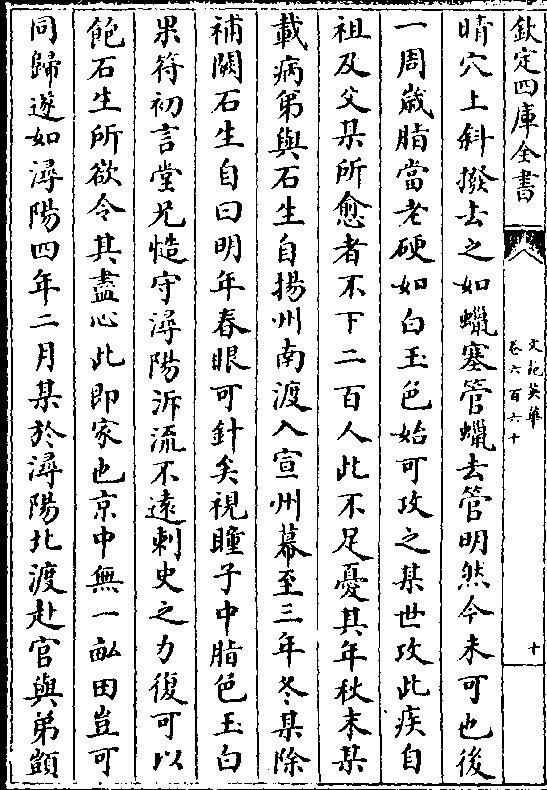 欽定四庫全書
文苑英華
卷六百六十
十
睛穴上斜撥去之如蠟塞管蠟去管明然今未可也後
一周嵗脂當老硬如白玉色始可攻之某世攻此疾自
祖及父某所愈者不下二百人此不足憂其年秋末某
載病弟與石生自揚州南渡入宣州幕至三年冬某除
補闕石生自曰明年春眼可針矣視瞳子中脂色玉白
果符初言堂兄慥守潯陽泝流不遠刺史之力復可以
飽石生所欲令其盡心此即家也京中無一畝田豈可
同歸遂如潯陽四年二月某於潯陽北渡赴官與弟顗